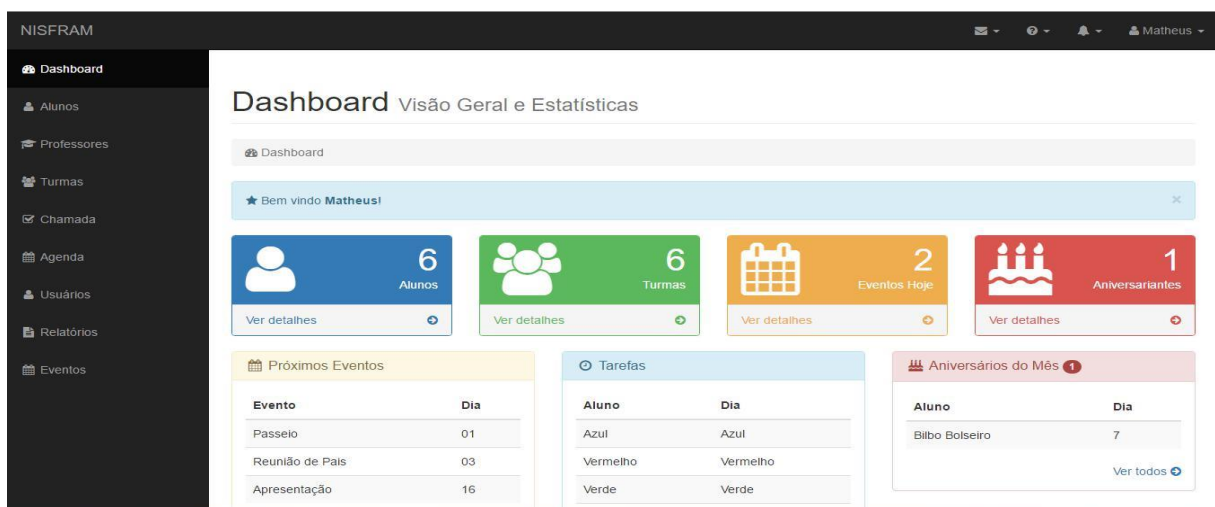 NISFRAM
Matheus
Dashboard
Alunos
Professores
Turmas
Chamada
Agenda
Usuários
Relatórios
Eventos
Dashboard Visão Geral e Estatísticas
Dashboard
Bem vindo Matheus!
×
6
Alunos
Ver detalhes
6
Turmas
Ver detalhes
2
Eventos Hoje
Ver detalhes
1
Aniversariantes
Ver detalhes
Próximos Eventos
Evento Dia
Passeio 01
Reunião de Pais 03
Apresentação 16
Tarefas
Aluno Dia
Azul Azul
Vermelho Vermelho
Verde Verde
Aniversários do Mês 1
Aluno Dia
Bilbo Bolseiro 7
Ver todos